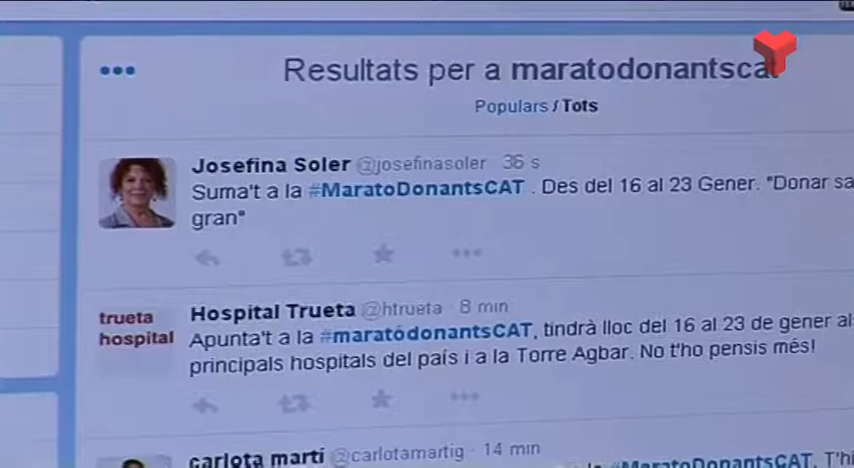 Resultats per a maratodonantscat
Populars / Tots
Josefina Soler @josefinasoler 36 s
Suma't a la #MaratoDonantsCAT . Des del 16 al 23 Gener. "Donar
gran"
Hospital Trueta @htrueta · 8 min
trueta
hospital
Apunta't a la #maratódonantsCAT, tindrà lloc del 16 al 23 de gener
principals hospitals del país i a la Torre Agbar. No t'ho pensis més!
carlota martí @carlotamartig · 14 min
#MaratoDonantsCAT.